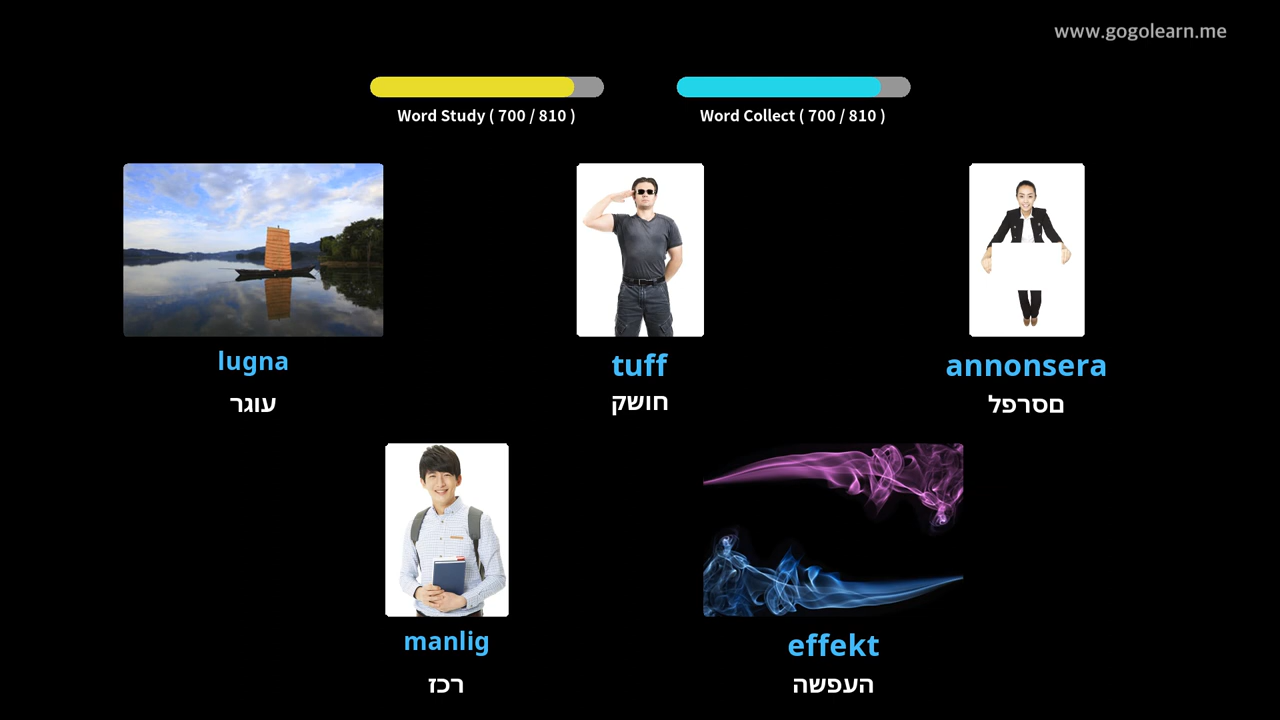 www.gogolearn.me
Word Study ( 700 / 810 )
Word Collect ( 700 / 810 )
lugna
עוגר
tuff
חושק
annonsera
םסרפל
manlig
רכז
effekt
העפשה